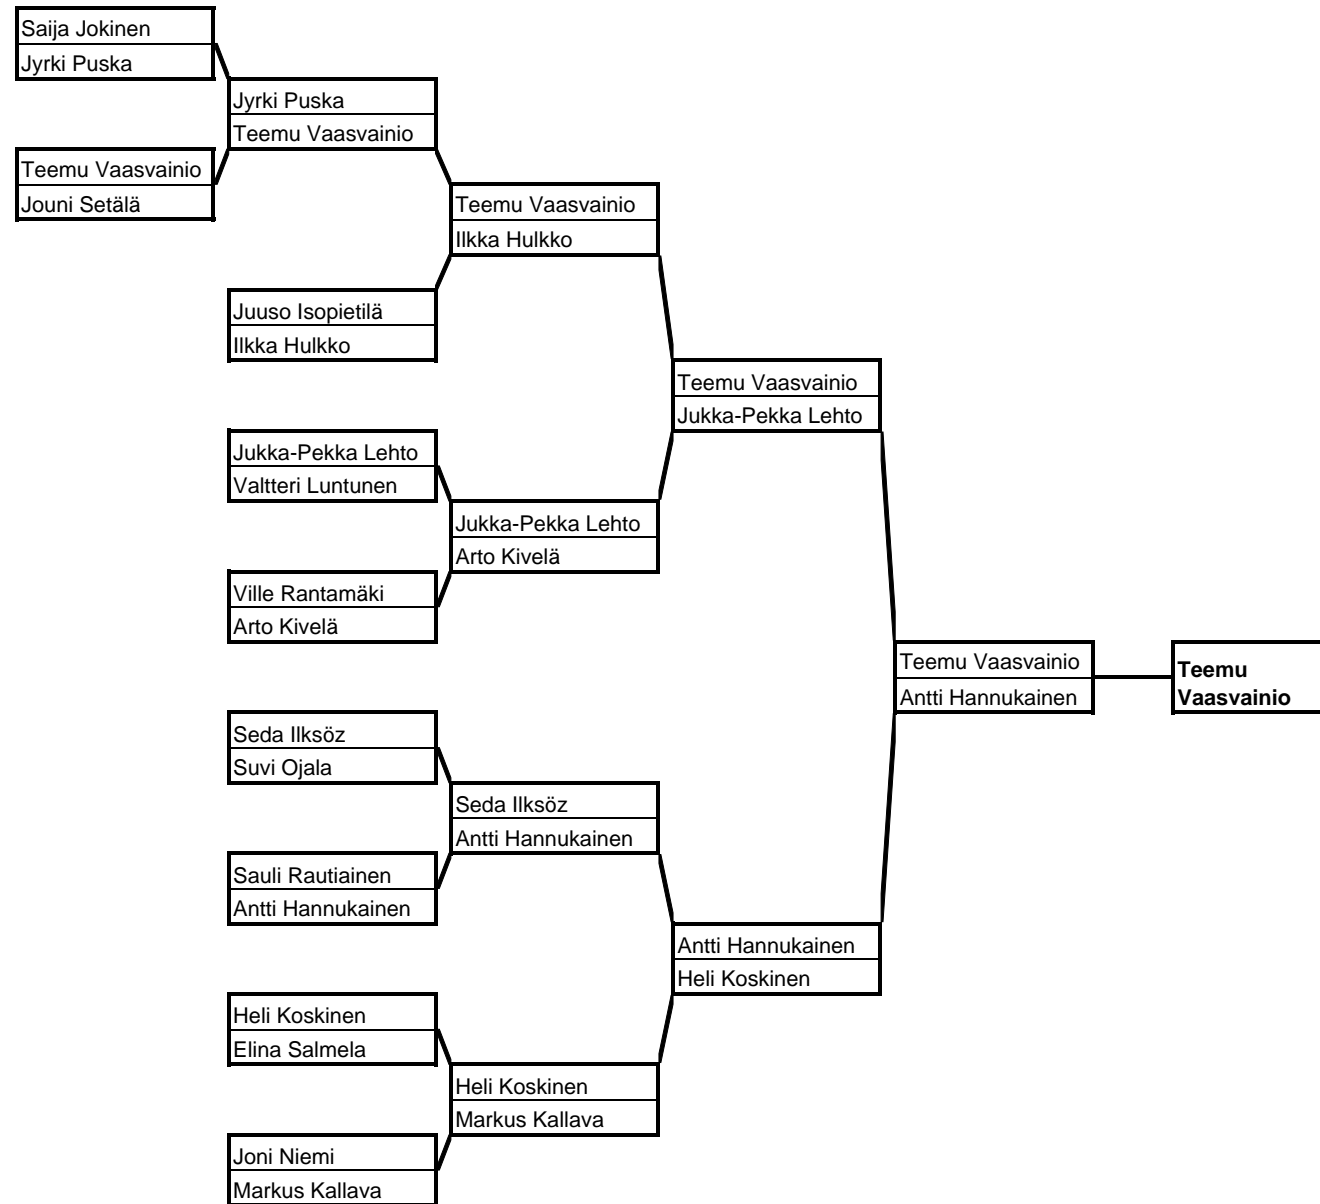 Saija Jokinen
Jyrki Puska
Jyrki Puska
Teemu Vaasvainio
Teemu Vaasvainio
Jouni Setälä
Teemu Vaasvainio
Ilkka Hulkko
Juuso Isopietilä
Ilkka Hulkko
Teemu Vaasvainio
Jukka-Pekka Lehto
Jukka-Pekka Lehto
Valtteri Luntunen
Jukka-Pekka Lehto
Arto Kivelä
Ville Rantamäki
Arto Kivelä
Teemu Vaasvainio
Antti Hannukainen
Teemu
Vaasvainio
Seda Ilksöz
Suvi Ojala
Seda Ilksöz
Antti Hannukainen
Sauli Rautiainen
Antti Hannukainen
Antti Hannukainen
Heli Koskinen
Heli Koskinen
Elina Salmela
Heli Koskinen
Markus Kallava
Joni Niemi
Markus Kallava